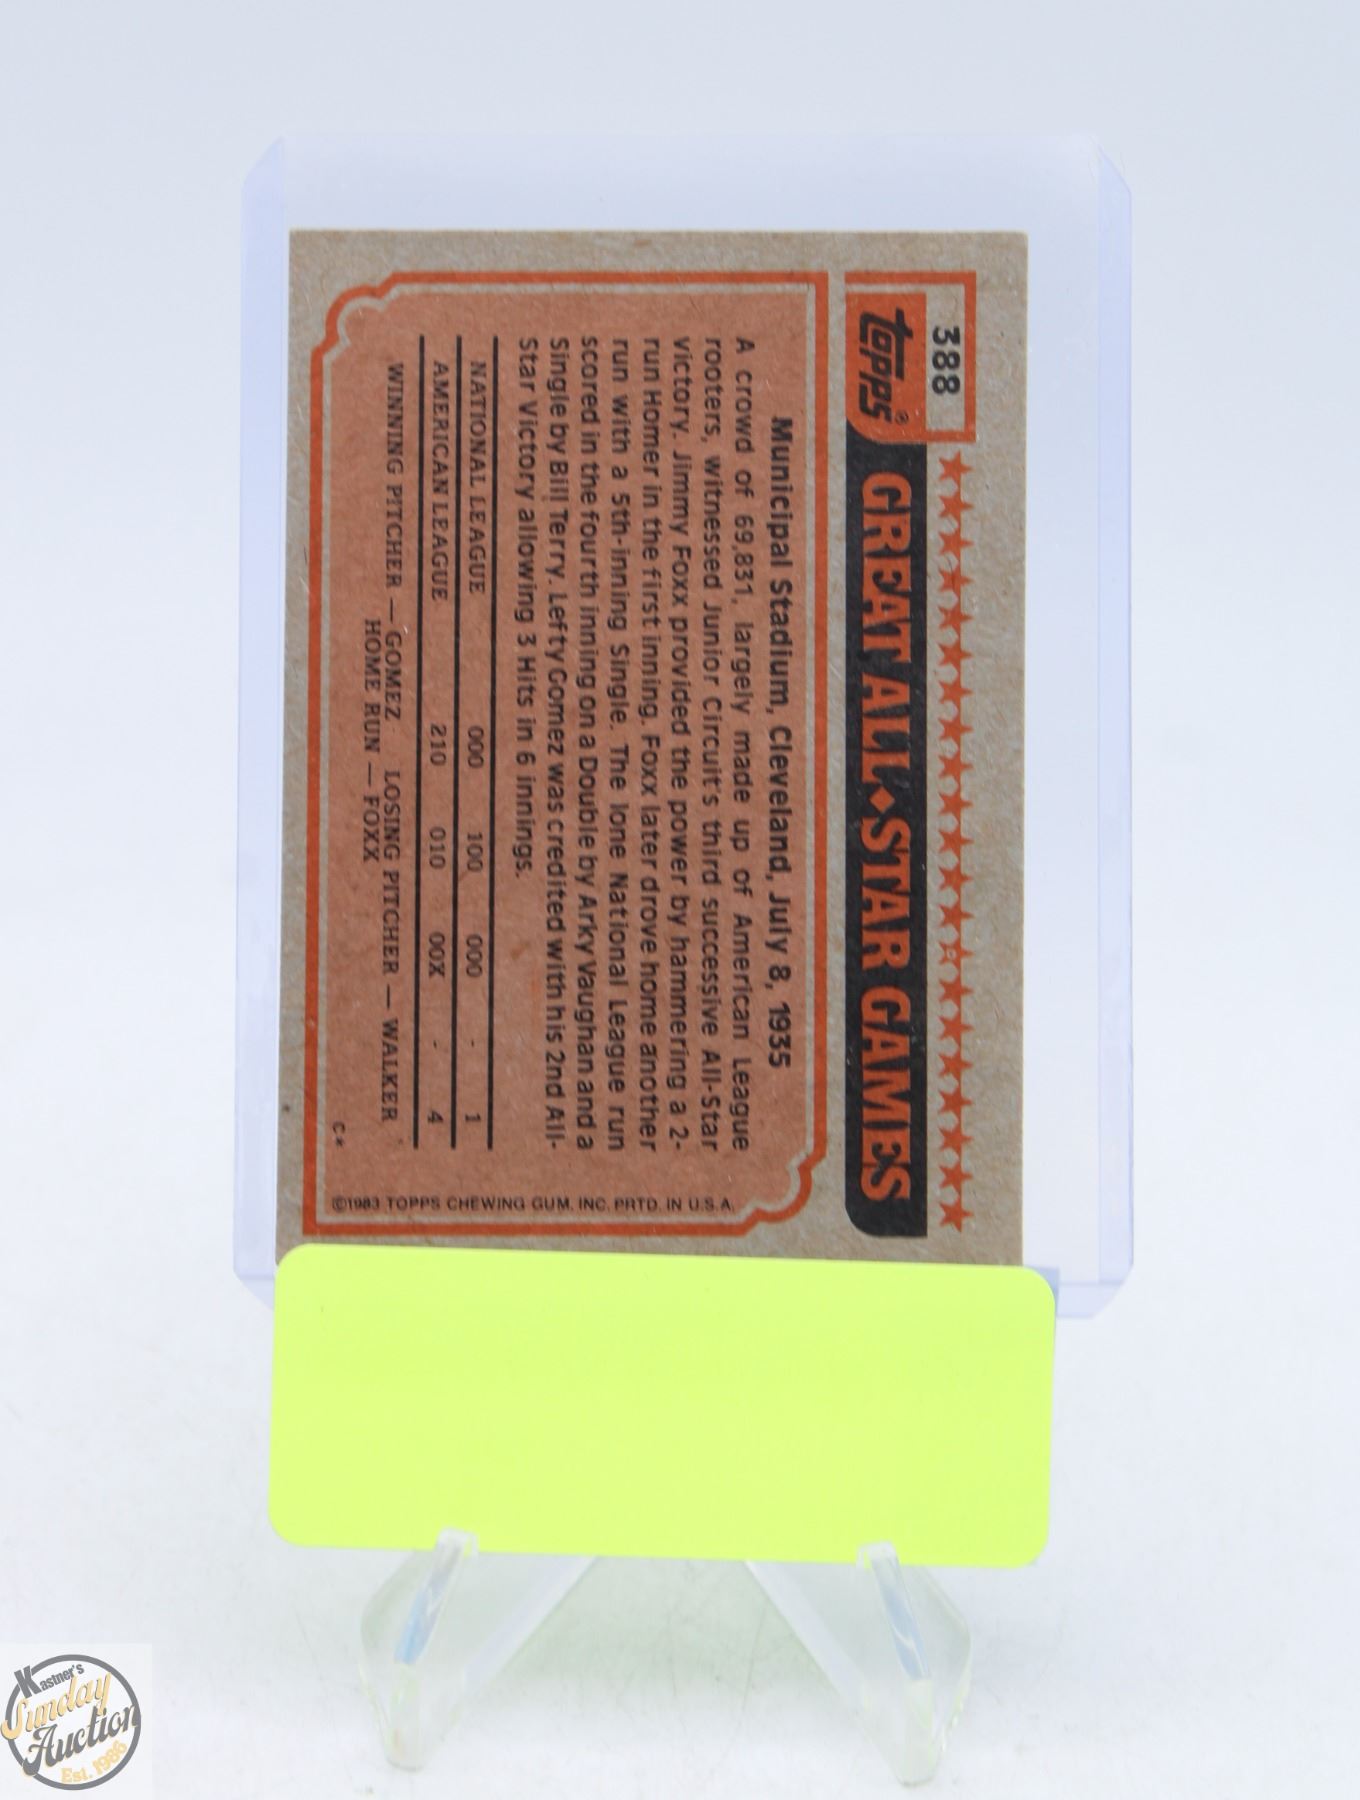 388
topps®
GREAT ALL-STAR GAMES
Municipal Stadium, Cleveland, July 8, 1935
A crowd of 69,831, largely made up of American League
rooters, witnessed Junior Circuit's third successive All-Star
victory. Jimmy Foxx provided the power by hammering a 2-
run Homer in the first inning. Foxx later drove home another
run with a 5th-inning Single. The lone National League run
scored in the fourth inning on a Double by Arky Vaughan and a
Single by Bill Terry. Lefty Gomez was credited with his 2nd All-
Star Victory allowing 3 Hits in 6 innings.
NATIONAL LEAGUE 000 100 000 - 1
AMERICAN LEAGUE 210 010 00X - 4
WINNING PITCHER — GOMEZ LOSING PITCHER — WALKER
HOME RUN — FOXX
C*
©1983 TOPPS CHEWING GUM, INC. PRTD. IN U.S.A.
Kastner's
Sunday
Auction
Est. 1986